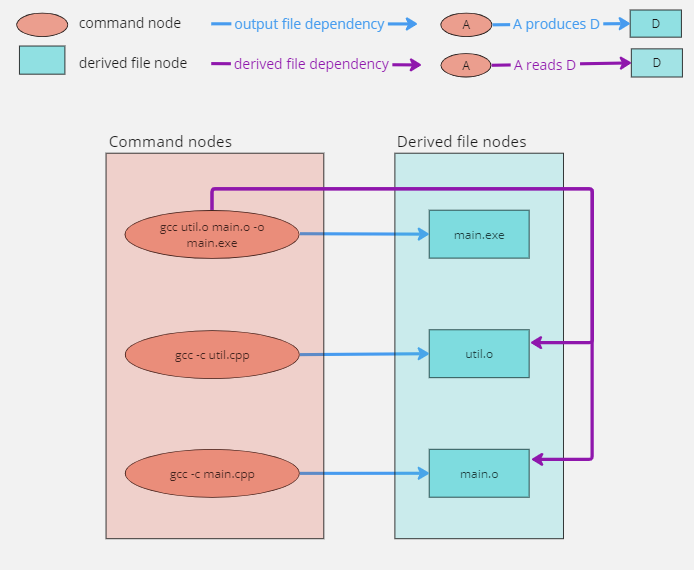 command node
output file dependency
A
A produces D
D
derived file node
derived file dependency
A
A reads D
D
Command nodes
Derived file nodes
gcc util.o main.o -o
main.exe
main.exe
gcc -c util.cpp
util.o
gcc -c main.cpp
main.o